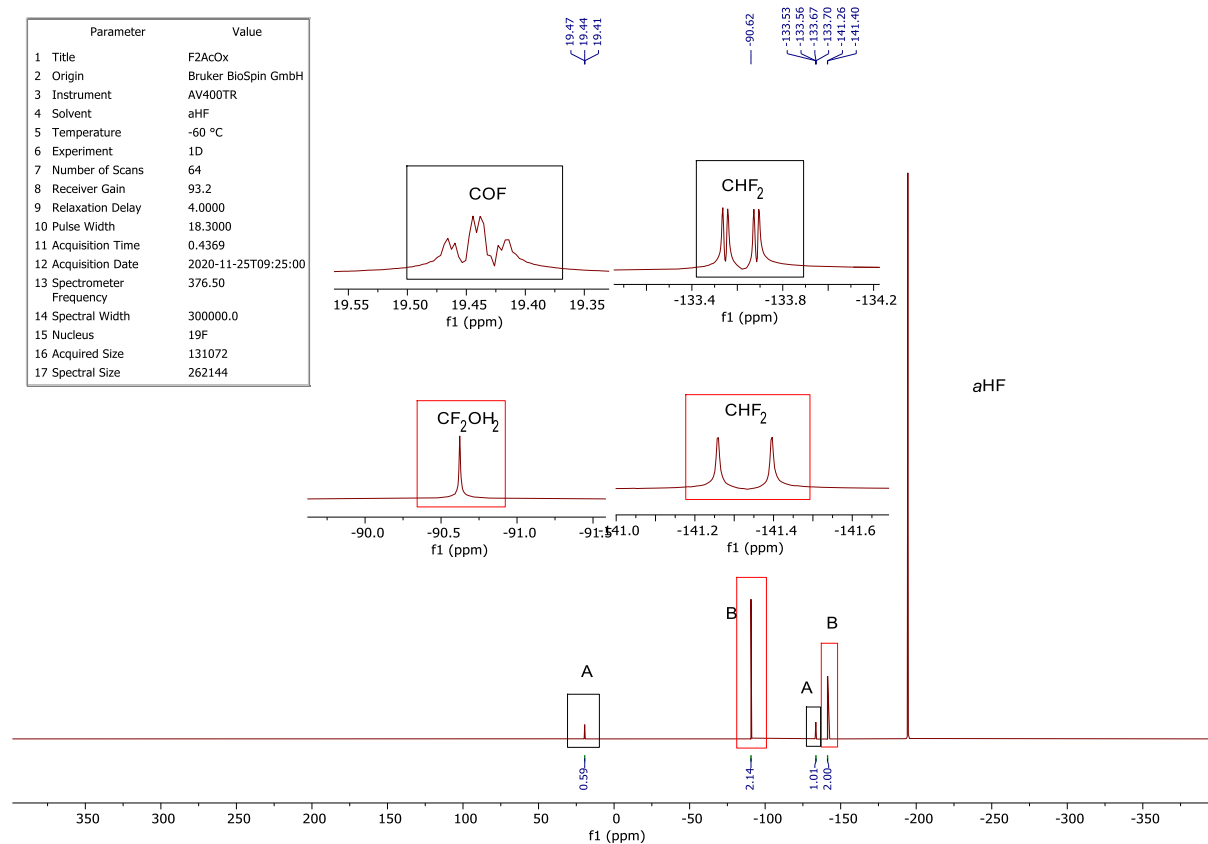 Parameter Value
1 Title F2AcOx
2 Origin Bruker BioSpin GmbH
3 Instrument AV400TR
4 Solvent aHF
5 Temperature -60 °C
6 Experiment 1D
7 Number of Scans 64
8 Receiver Gain 93.2
9 Relaxation Delay 4.0000
10 Pulse Width 18.3000
11 Acquisition Time 0.4369
12 Acquisition Date 2020-11-25T09:25:00
13 Spectrometer Frequency 376.50
14 Spectral Width 300000.0
15 Nucleus 19F
16 Acquired Size 131072
17 Spectral Size 262144
19.47
19.44
19.41
-90.62
-133.53
-133.56
-133.67
-133.70
-141.26
-141.40
COF
19.55 19.50 19.45 19.40 19.35
f1 (ppm)
CHF2
-133.4 -133.8 -134.2
f1 (ppm)
CF2OH2
-90.0 -90.5 -91.0 -91.5
f1 (ppm)
CHF2
-141.0 -141.2 -141.4 -141.6
f1 (ppm)
aHF
A
B
A
B
0.59
2.14
1.01
2.00
350 300 250 200 150 100 50 0 -50 -100 -150 -200 -250 -300 -350
f1 (ppm)